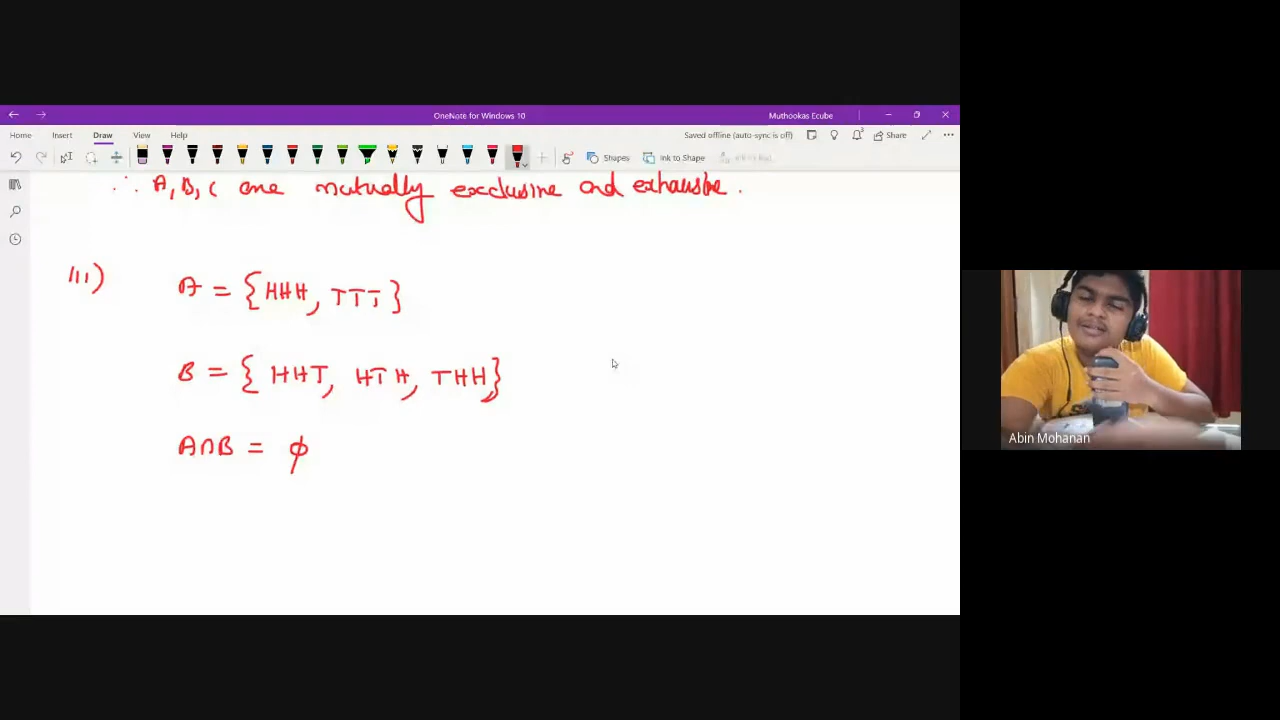 OneNote for Windows 10
Muthookas Ecube
Home Insert Draw View Help
Saved offline (auto-sync is off)
Share
Shapes
Ink to Shape
∴ A, B, C are mutually exclusive and exhaustive.
III)
A = {HHH, TTT}
B = {HHT, HTH, THH,}
A∩B = ϕ
Abin Mohanan